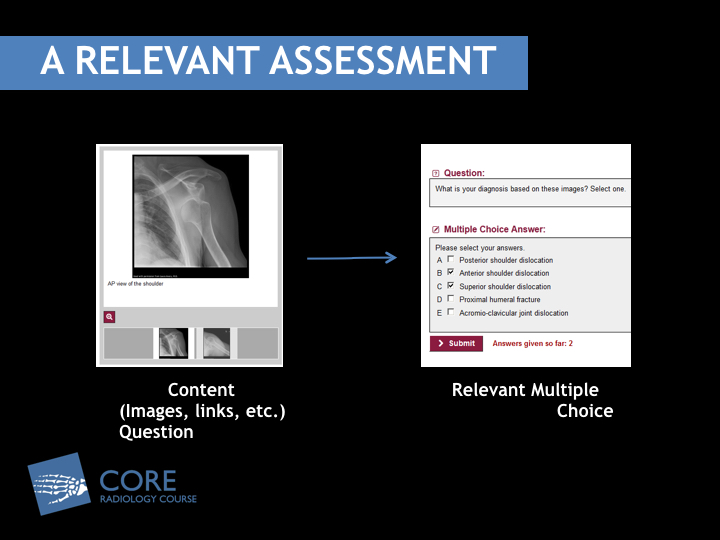 A RELEVANT ASSESSMENT
AP view of the shoulder
Question:
What is your diagnosis based on these images? Select one.
Multiple Choice Answer:
Please select your answers.
A Posterior shoulder dislocation
B Anterior shoulder dislocation
C Superior shoulder dislocation
D Proximal humeral fracture
E Acromio-clavicular joint dislocation
Submit
Answers given so far: 2
Content
(Images, links, etc.)
Question
Relevant Multiple
Choice
CORE
RADIOLOGY COURSE